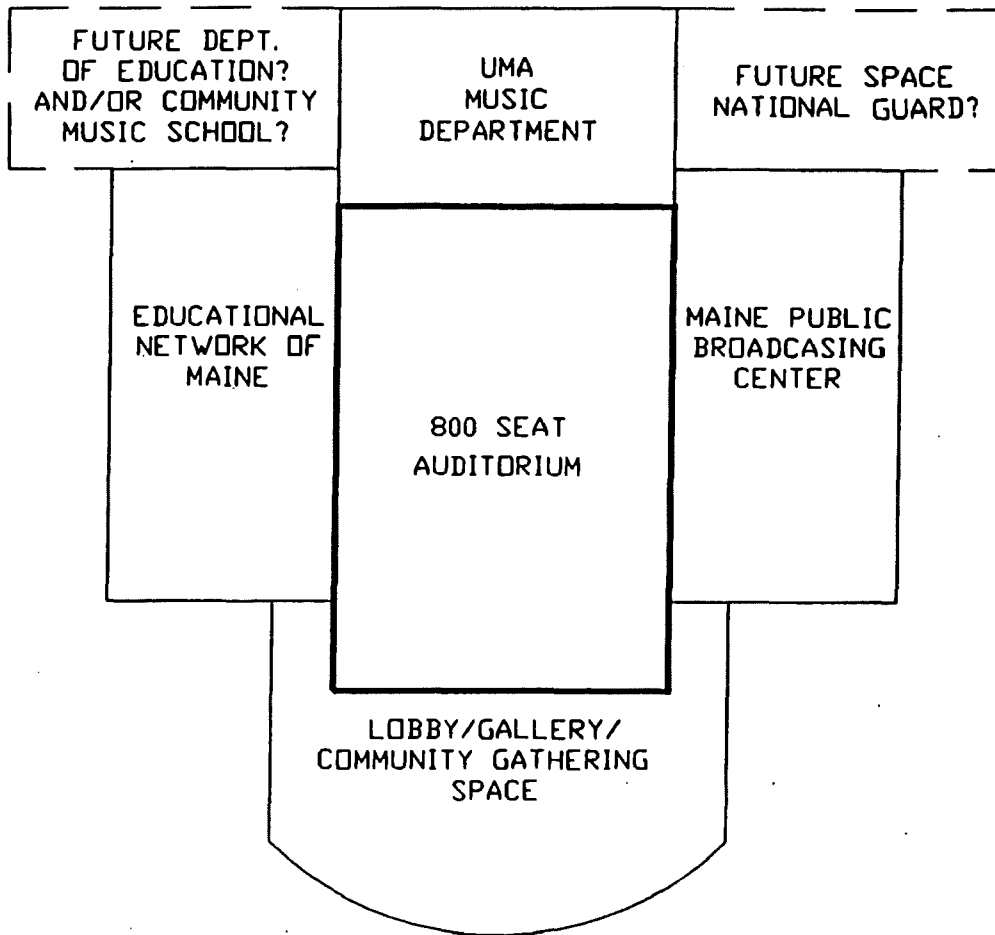 FUTURE DEPT.
OF EDUCATION?
AND/OR COMMUNITY
MUSIC SCHOOL?
UMA
MUSIC
DEPARTMENT
FUTURE SPACE
NATIONAL GUARD?
EDUCATIONAL
NETWORK OF
MAINE
800 SEAT
AUDITORIUM
MAINE PUBLIC
BROADCASING
CENTER
LOBBY/GALLERY/
COMMUNITY GATHERING
SPACE